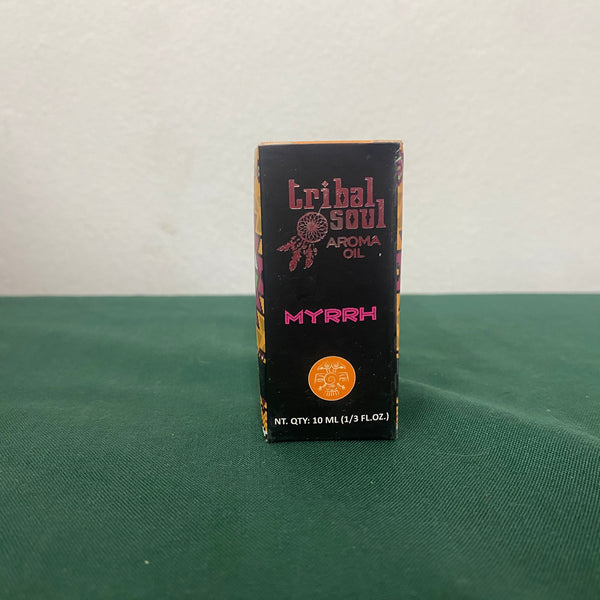 tribal
soul
AROMA
OIL
MYRRH
NT. QTY: 10 ML (1/3 FL.OZ.)